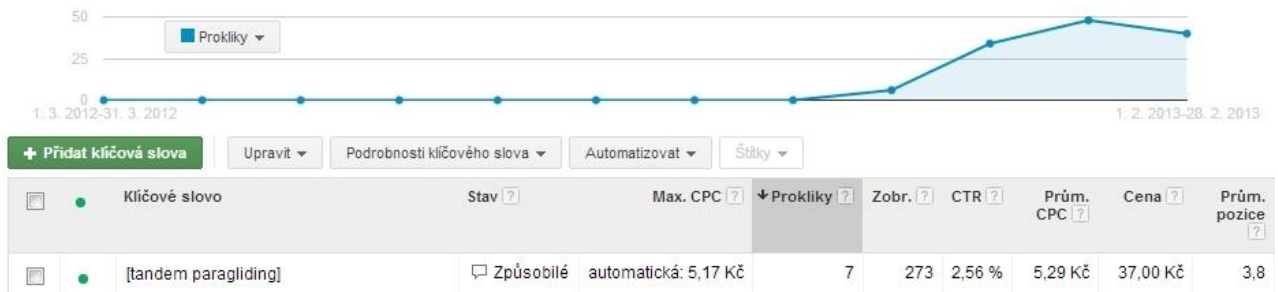 50
Prokliky
25
0
1. 3. 2012-31. 3. 2012
1. 2. 2013-28. 2. 2013
+ Přidat klíčová slova Upravit Podrobnosti klíčového slova Automatizovat Štítky
Klíčové slovo Stav ? Max. CPC ? Prokliky ? Zobr. ? CTR ? Prům. CPC ? Cena ? Prům. pozice ?
[tandem paragliding] Způsobilé automatická: 5,17 Kč 7 273 2,56 % 5,29 Kč 37,00 Kč 3,8